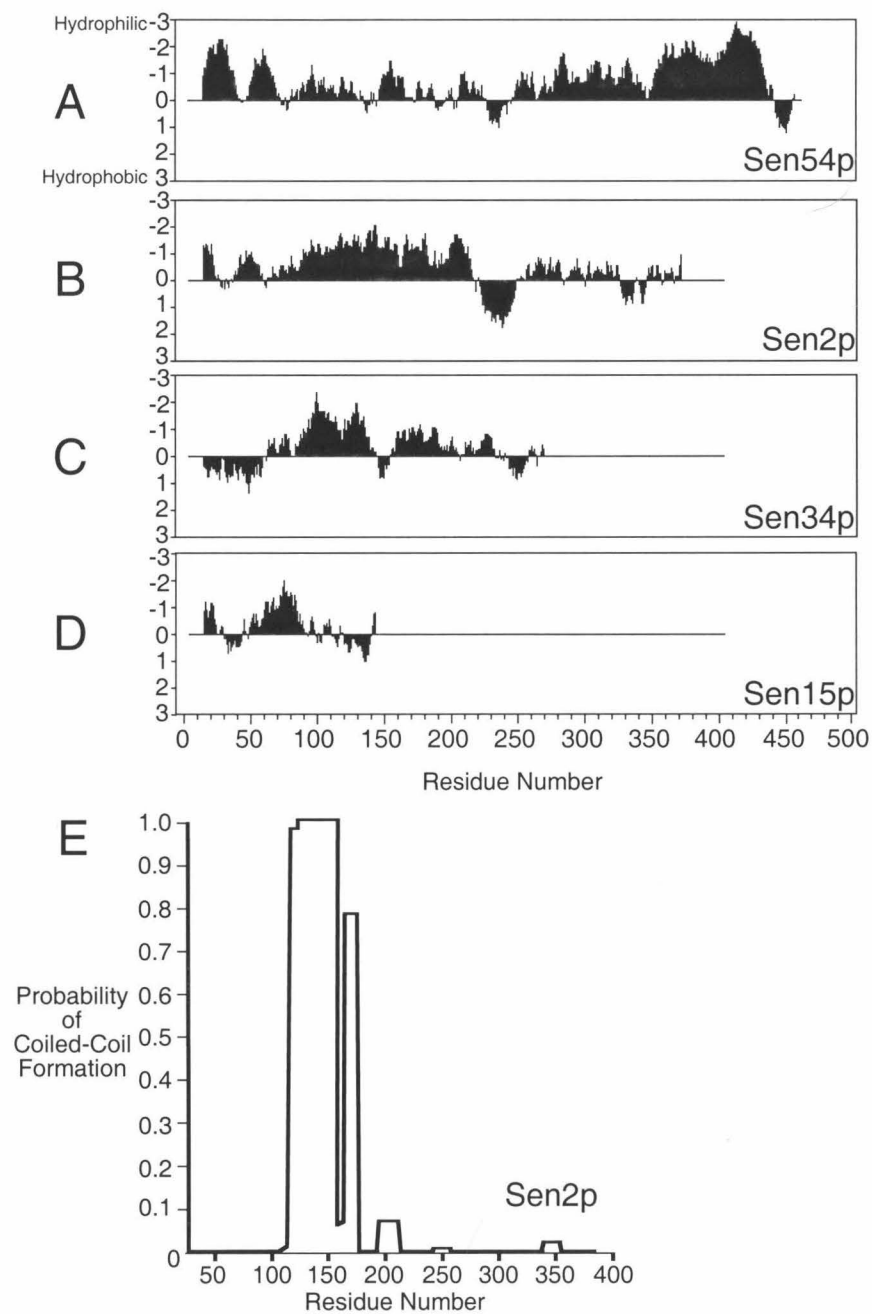 Hydrophilic -3
-2
-1
A 0
1
2
Hydrophobic 3
Sen54p
-3
-2
-1
B 0
1
2
3
Sen2p
-3
-2
-1
C 0
1
2
3
Sen34p
-3
-2
-1
D 0
1
2
3
Sen15p
0 50 100 150 200 250 300 350 400 450 500
Residue Number
E 1.0
0.9
0.8
0.7
Probability 0.6
of
Coiled-Coil 0.5
Formation
0.4
0.3
0.2
0.1
0
Sen2p
50 100 150 200 250 300 350 400
Residue Number